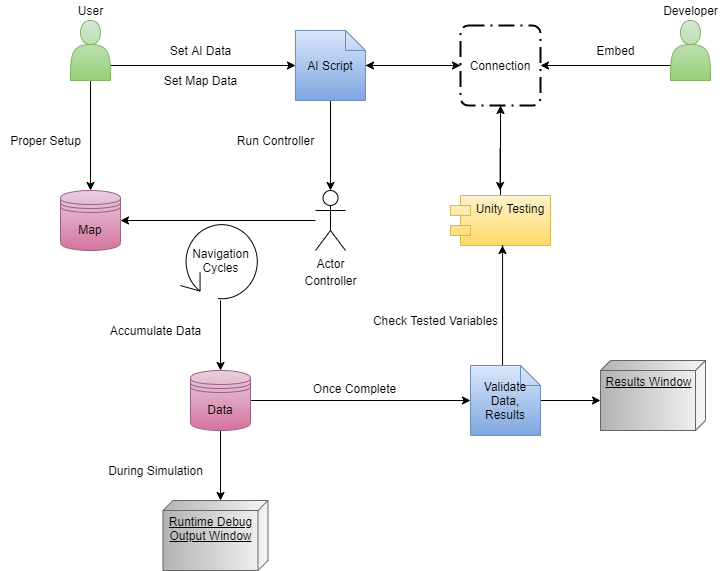 User
Developer
Set AI Data
Set Map Data
AI Script
Connection
Embed
Proper Setup
Run Controller
Map
Unity Testing
Navigation
Cycles
Actor
Controller
Accumulate Data
Check Tested Variables
Data
Once Complete
Validate
Data,
Results
Results Window
During Simulation
Runtime Debug
Output Window